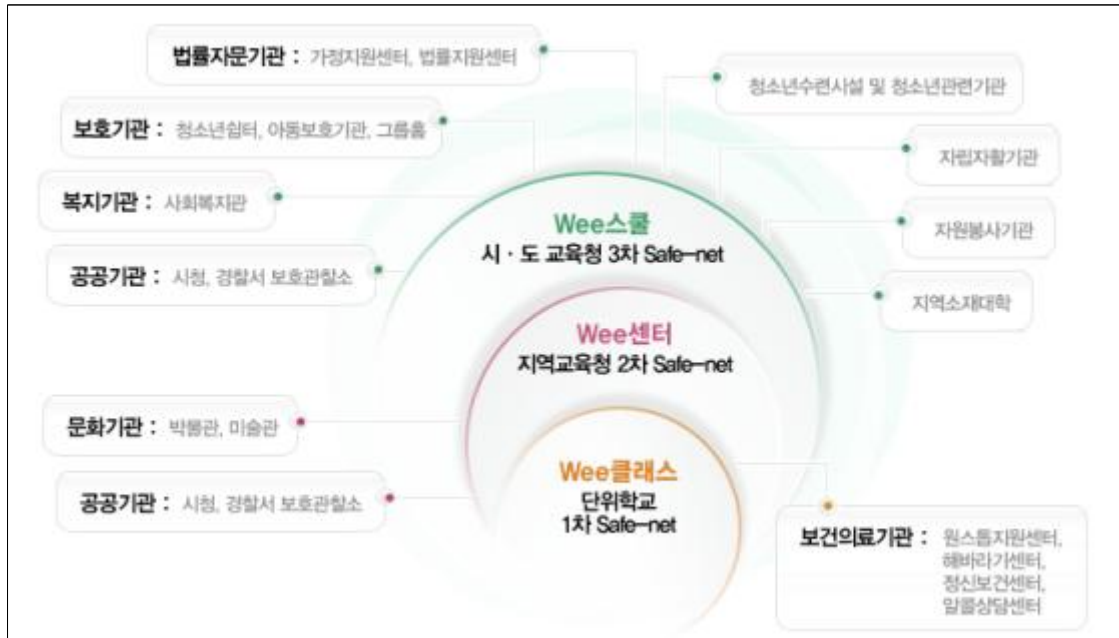 법률자문기관 : 가정지원센터, 법률지원센터
청소년수련시설 및 청소년관련기관
보호기관 : 청소년쉼터, 아동보호기관, 그룹홈
자립자활기관
복지기관 : 사회복지관
Wee스쿨
시 · 도 교육청 3차 Safe-net
자원봉사기관
공공기관 : 시청, 경찰서 보호관찰소
지역소재대학
Wee센터
지역교육청 2차 Safe-net
문화기관 : 박물관, 미술관
Wee클래스
단위학교
1차 Safe-net
공공기관 : 시청, 경찰서 보호관찰소
보건의료기관 : 원스톱지원센터,
해바라기센터,
정신보건센터,
알콜상담센터